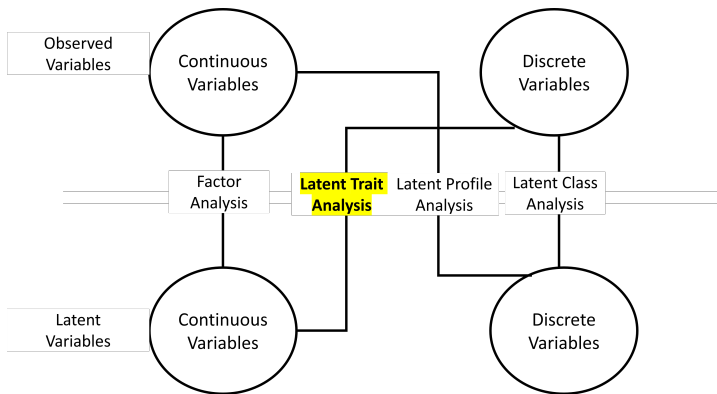 Observed
Variables
Continuous
Variables
Discrete
Variables
Factor
Analysis
Latent Trait
Analysis
Latent Profile
Analysis
Latent Class
Analysis
Latent
Variables
Continuous
Variables
Discrete
Variables